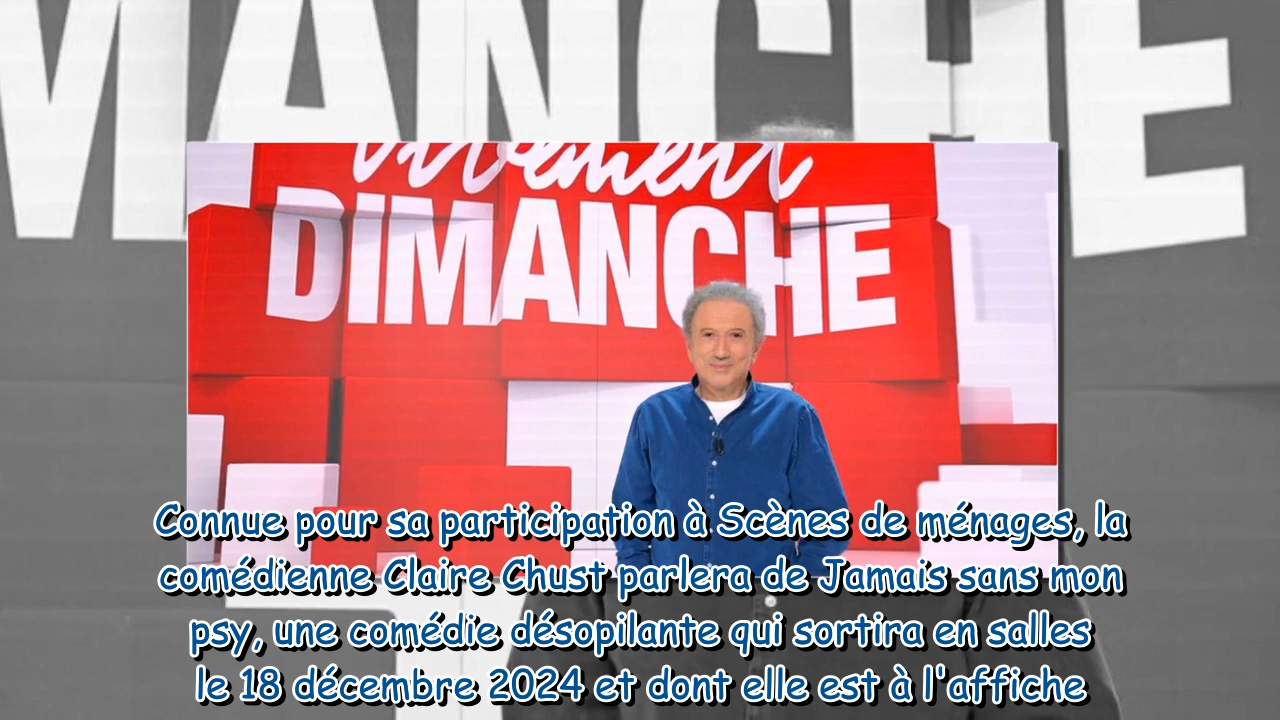 MANCHE
vivement
DIMANCHE
Connue pour sa participation à Scènes de ménages, la
comédienne Claire Chust parlera de Jamais sans mon
psy, une comédie désopilante qui sortira en salles
le 18 décembre 2024 et dont elle est à l'affiche